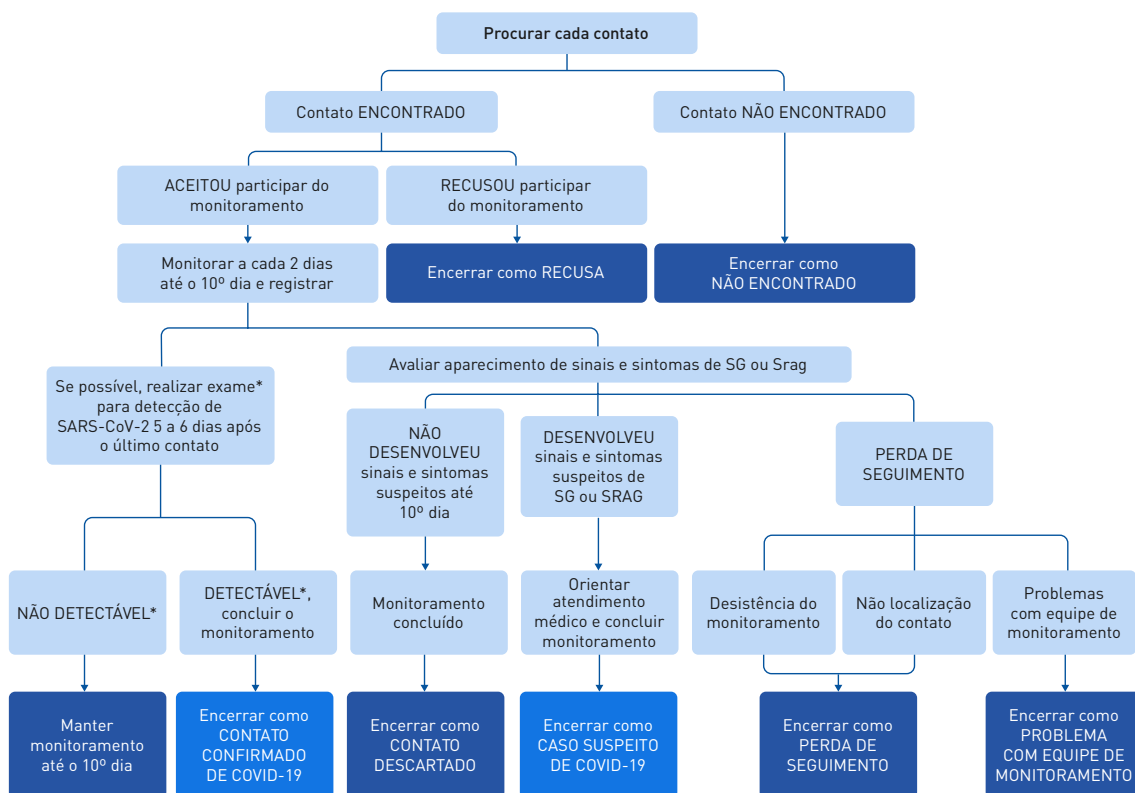 Procurar cada contato
Contato ENCONTRADO
Contato NÃO ENCONTRADO
ACEITOU participar do
monitoramento
RECUSOU participar
do monitoramento
Monitorar a cada 2 dias
até o 10º dia e registrar
Encerrar como RECUSA
Encerrar como
NÃO ENCONTRADO
Se possível, realizar exame*
para detecção de
SARS-CoV-2 5 a 6 dias após
o último contato
Avaliar aparecimento de sinais e sintomas de SG ou Srag
NÃO
DESENVOLVEU
sinais e sintomas
suspeitos até
10º dia
DESENVOLVEU
sinais e sintomas
suspeitos de
SG ou SRAG
PERDA DE
SEGUIMENTO
NÃO DETECTÁVEL*
DETECTÁVEL*,
concluir o
monitoramento
Monitoramento
concluído
Orientar
atendimento
médico e concluir
monitoramento
Desistência do
monitoramento
Não localização
do contato
Problemas
com equipe de
monitoramento
Manter
monitoramento
até o 10º dia
Encerrar como
CONTATO
CONFIRMADO
DE COVID-19
Encerrar como
CONTATO
DESCARTADO
Encerrar como
CASO SUSPEITO
DE COVID-19
Encerrar como
PERDA DE
SEGUIMENTO
Encerrar como
PROBLEMA
COM EQUIPE DE
MONITORAMENTO